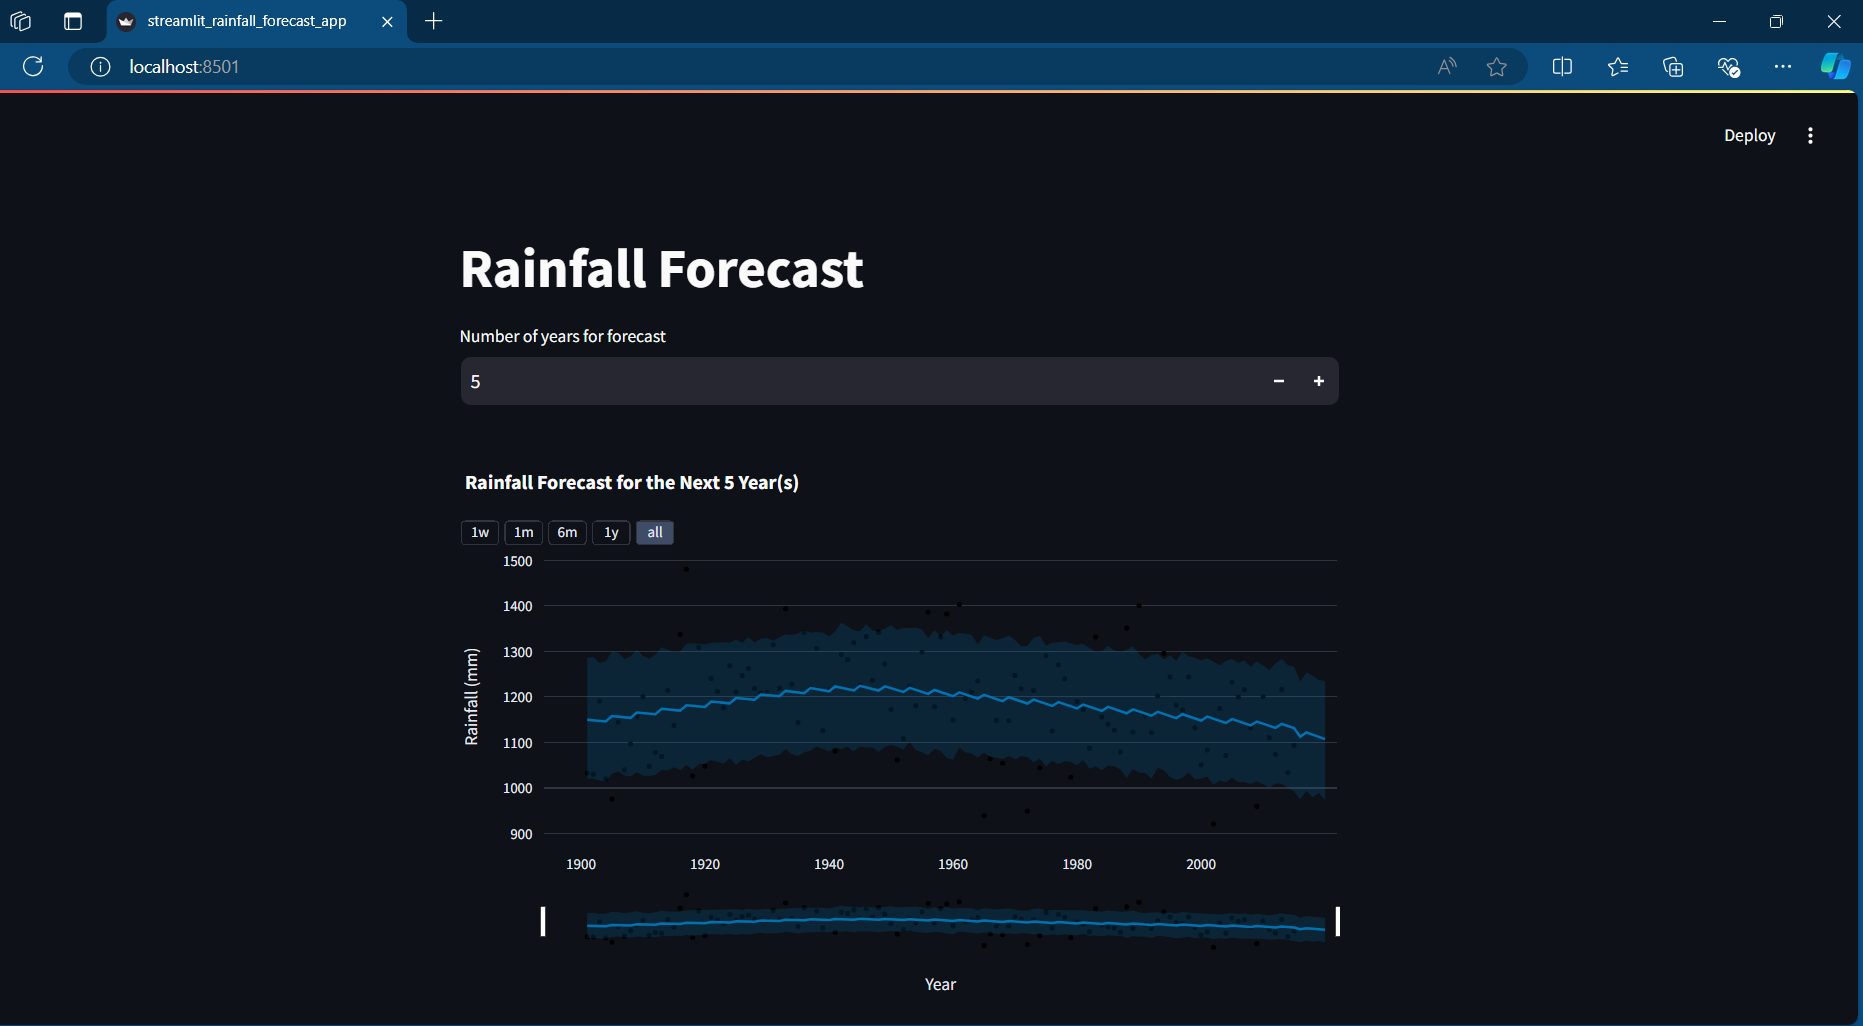 streamlit_rainfall_forecast_app
localhost:8501
Deploy
Rainfall Forecast
Number of years for forecast
5
Rainfall Forecast for the Next 5 Year(s)
1w 1m 6m 1y all
1500
1400
1300
1200
1100
1000
900
Rainfall (mm)
1900 1920 1940 1960 1980 2000
Year